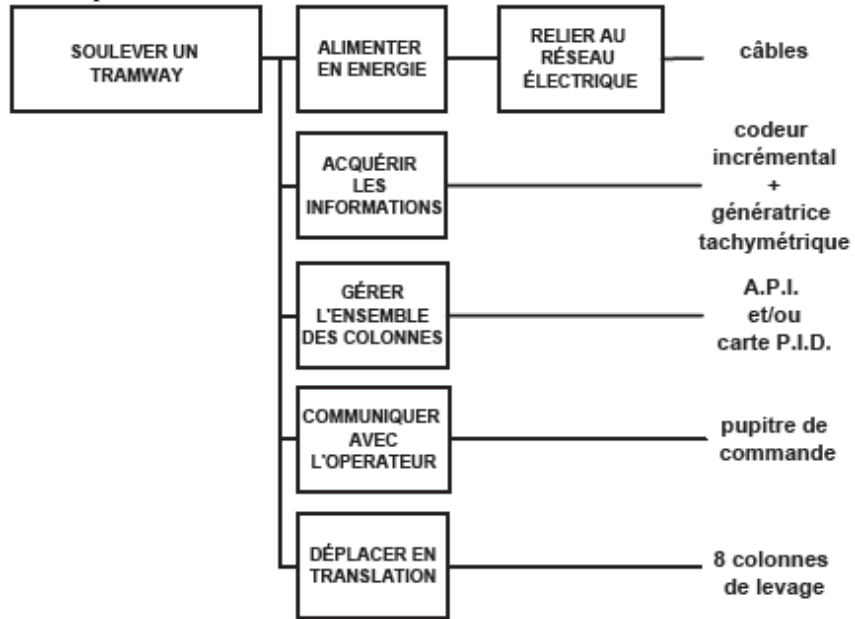 SOULEVER UN
TRAMWAY
ALIMENTER
EN ENERGIE
RELIER AU
RÉSEAU
ÉLECTRIQUE
câbles
ACQUÉRIR
LES
INFORMATIONS
codeur
incrémental
+
génératrice
tachymétrique
GÉRER
L'ENSEMBLE
DES COLONNES
A.P.I.
et/ou
carte P.I.D.
COMMUNIQUER
AVEC
L'OPERATEUR
pupitre de
commande
DÉPLACER EN
TRANSLATION
8 colonnes
de levage